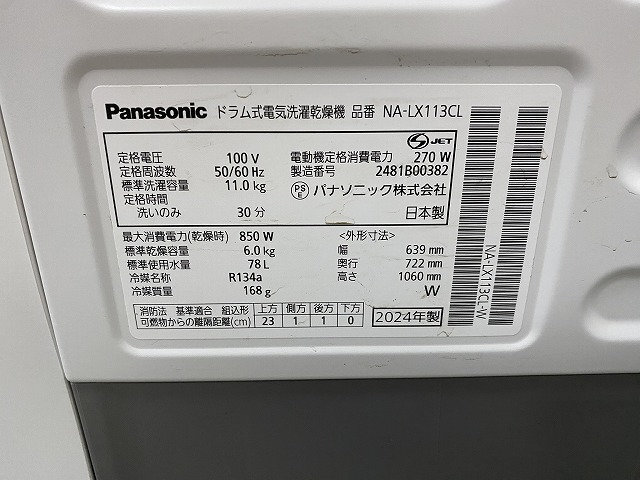 Panasonic ドラム式電気洗濯乾燥機 品番 NA-LX113CL
S JET
定格電圧 100 V 電動機定格消費電力 270 W
定格周波数 50/60 Hz 製造番号 2481B00382
標準洗濯容量 11.0 kg PSE パナソニック株式会社
定格時間
洗いのみ 30 分 日本製
最大消費電力(乾燥時) 850 W <外形寸法>
標準乾燥容量 6.0 kg 幅 639 mm
標準使用水量 78 L 奥行 722 mm
冷媒名称 R134a 高さ 1060 mm
冷媒質量 168 g W
消防法 基準適合 組込形 上方 側方 後方 下方
可燃物からの離隔距離(cm) 23 1 1 0
2024年製
NA-LX113CL-W